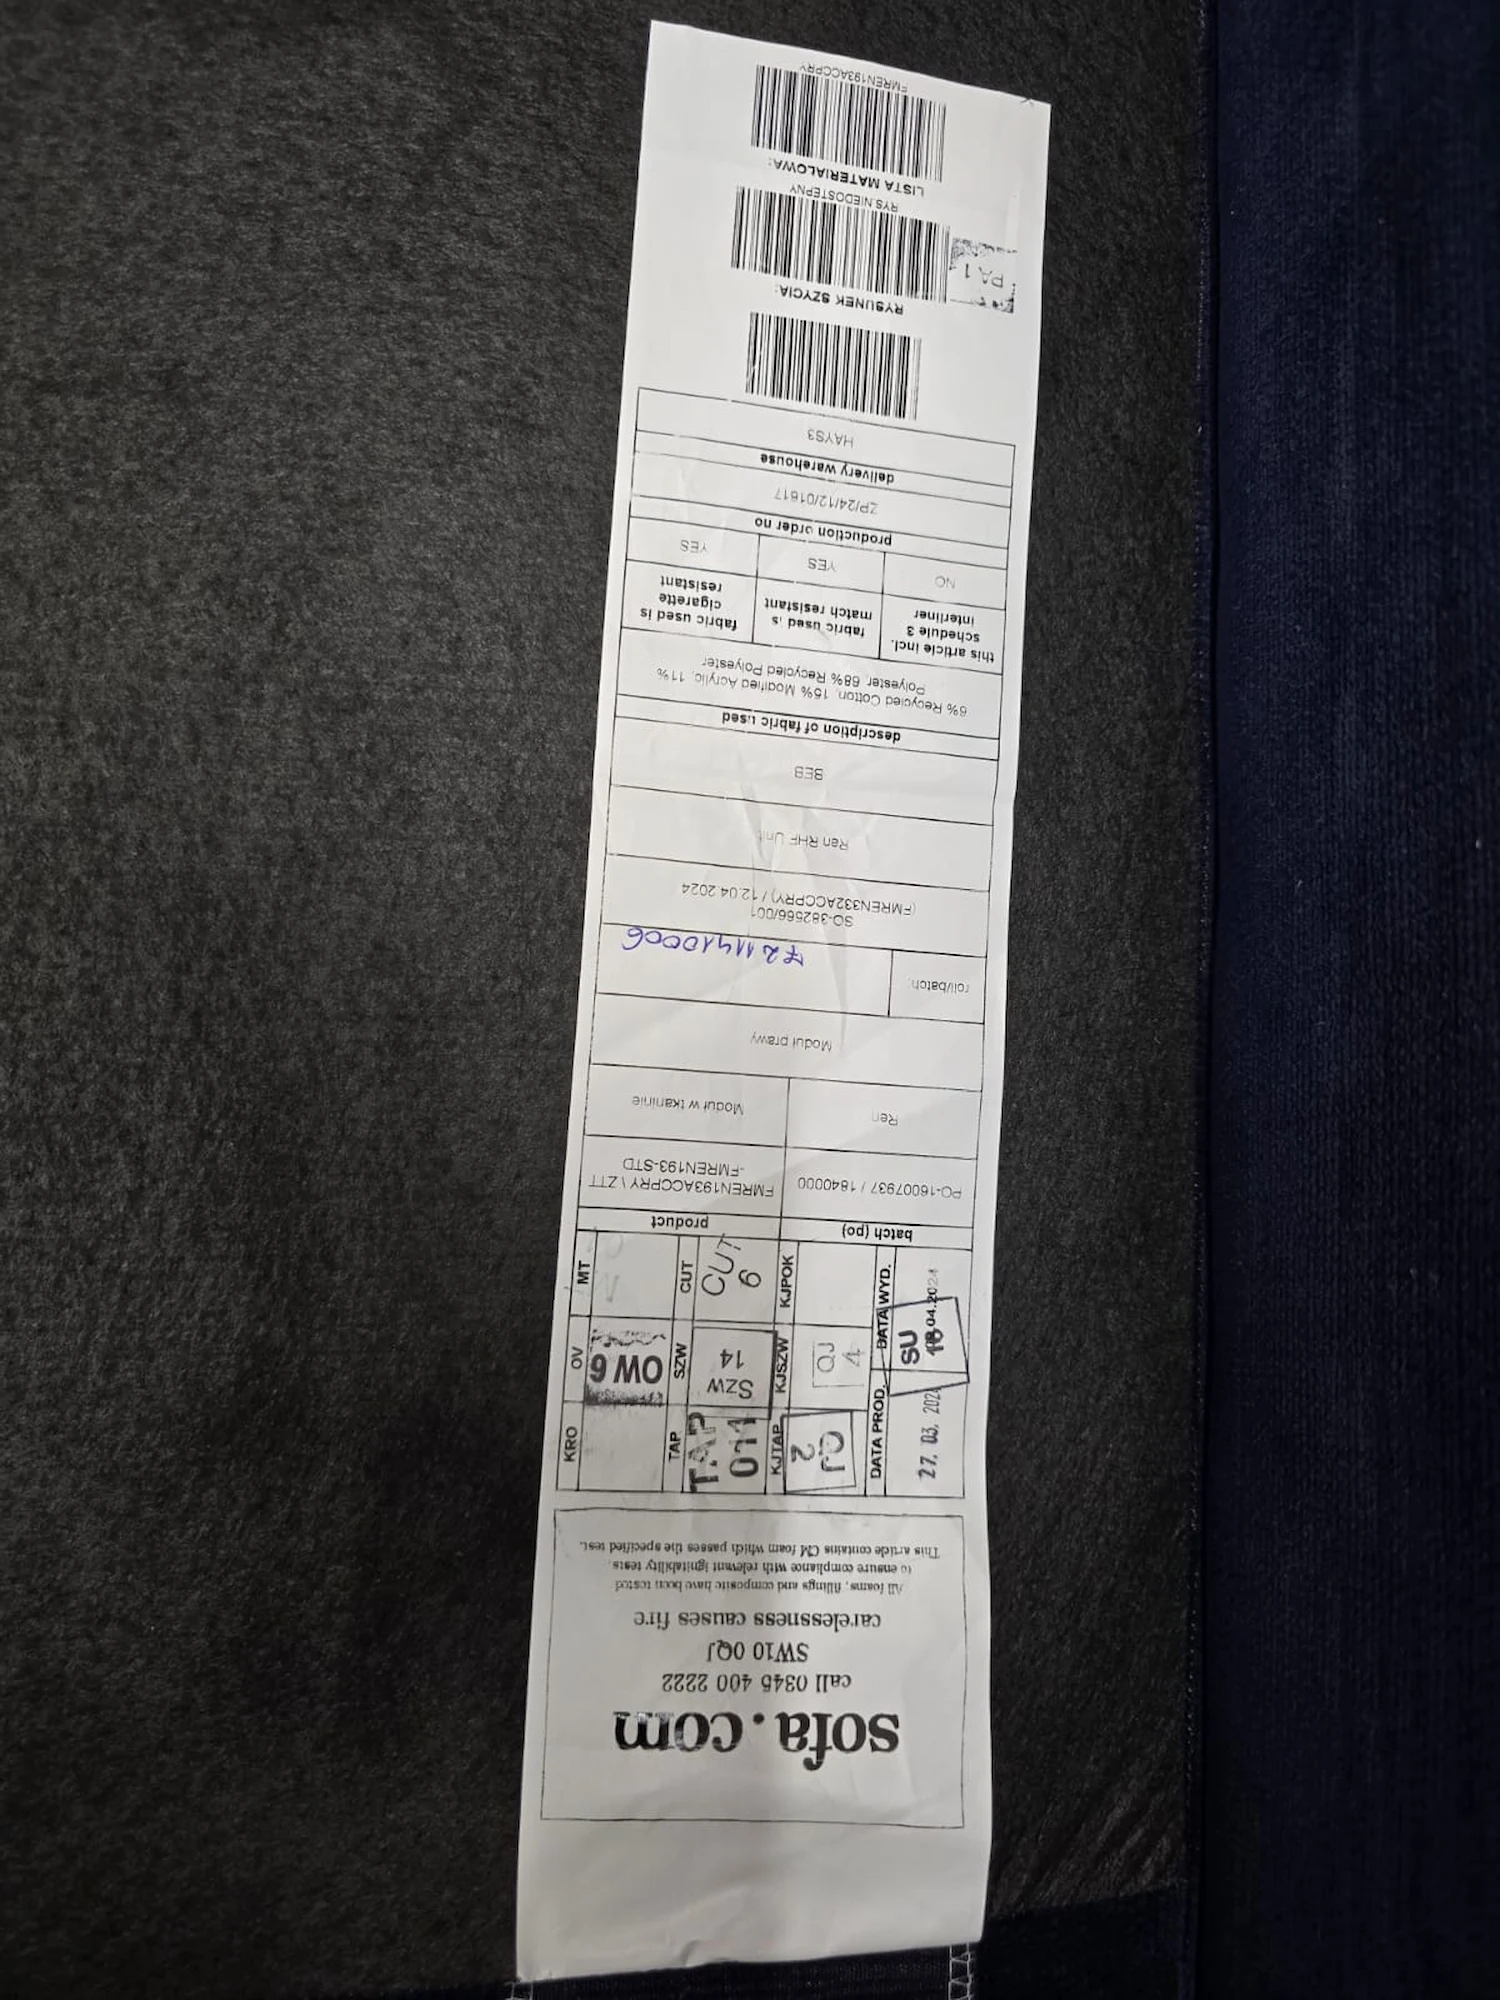 sofa.com
call 0345 400 2222
SW10 0QJ
carelessness causes fire
All foams, fillings and composite have been tested
to ensure compliance with relevant ignitability tests.
This article contains CM foam which passes the specified test.
DATA PROD.
27. 03. 202
DATA WYD.
.04.2024
SU
KJTAP
QJ
2
KJSZW
QJ
4
KJPOK
TAP
TAP
011
SZW
SZW
14
CUT
CUT
6
KRO
OV
OW 6
MT
batch (po)
product
PO-16007937 / 1840000
FMREN193ACCPRY \ ZTT
-FMREN193-STD
Ren
Moduł w tkaninie
Moduł prawy
roll/batch:
7211410006
SO-382566/001
(FMREN332ACCPRY) / 12.04.2024
Ren RHF Unit
BEB
description of fabric used
6% Recycled Cotton, 15% Modified Acrylic, 11%
Polyester, 68% Recycled Polyester
this article incl.
schedule 3
interliner
fabric used is
match resistant
fabric used is
cigarette
resistant
NO
YES
YES
production order no
ZP/24/12/01617
delivery warehouse
HAYS3
RYSUNEK SZYCIA:
PA 1
RYS.NIEDOSTĘPNY
LISTA MATERIAŁOWA:
FMREN193ACCPRY